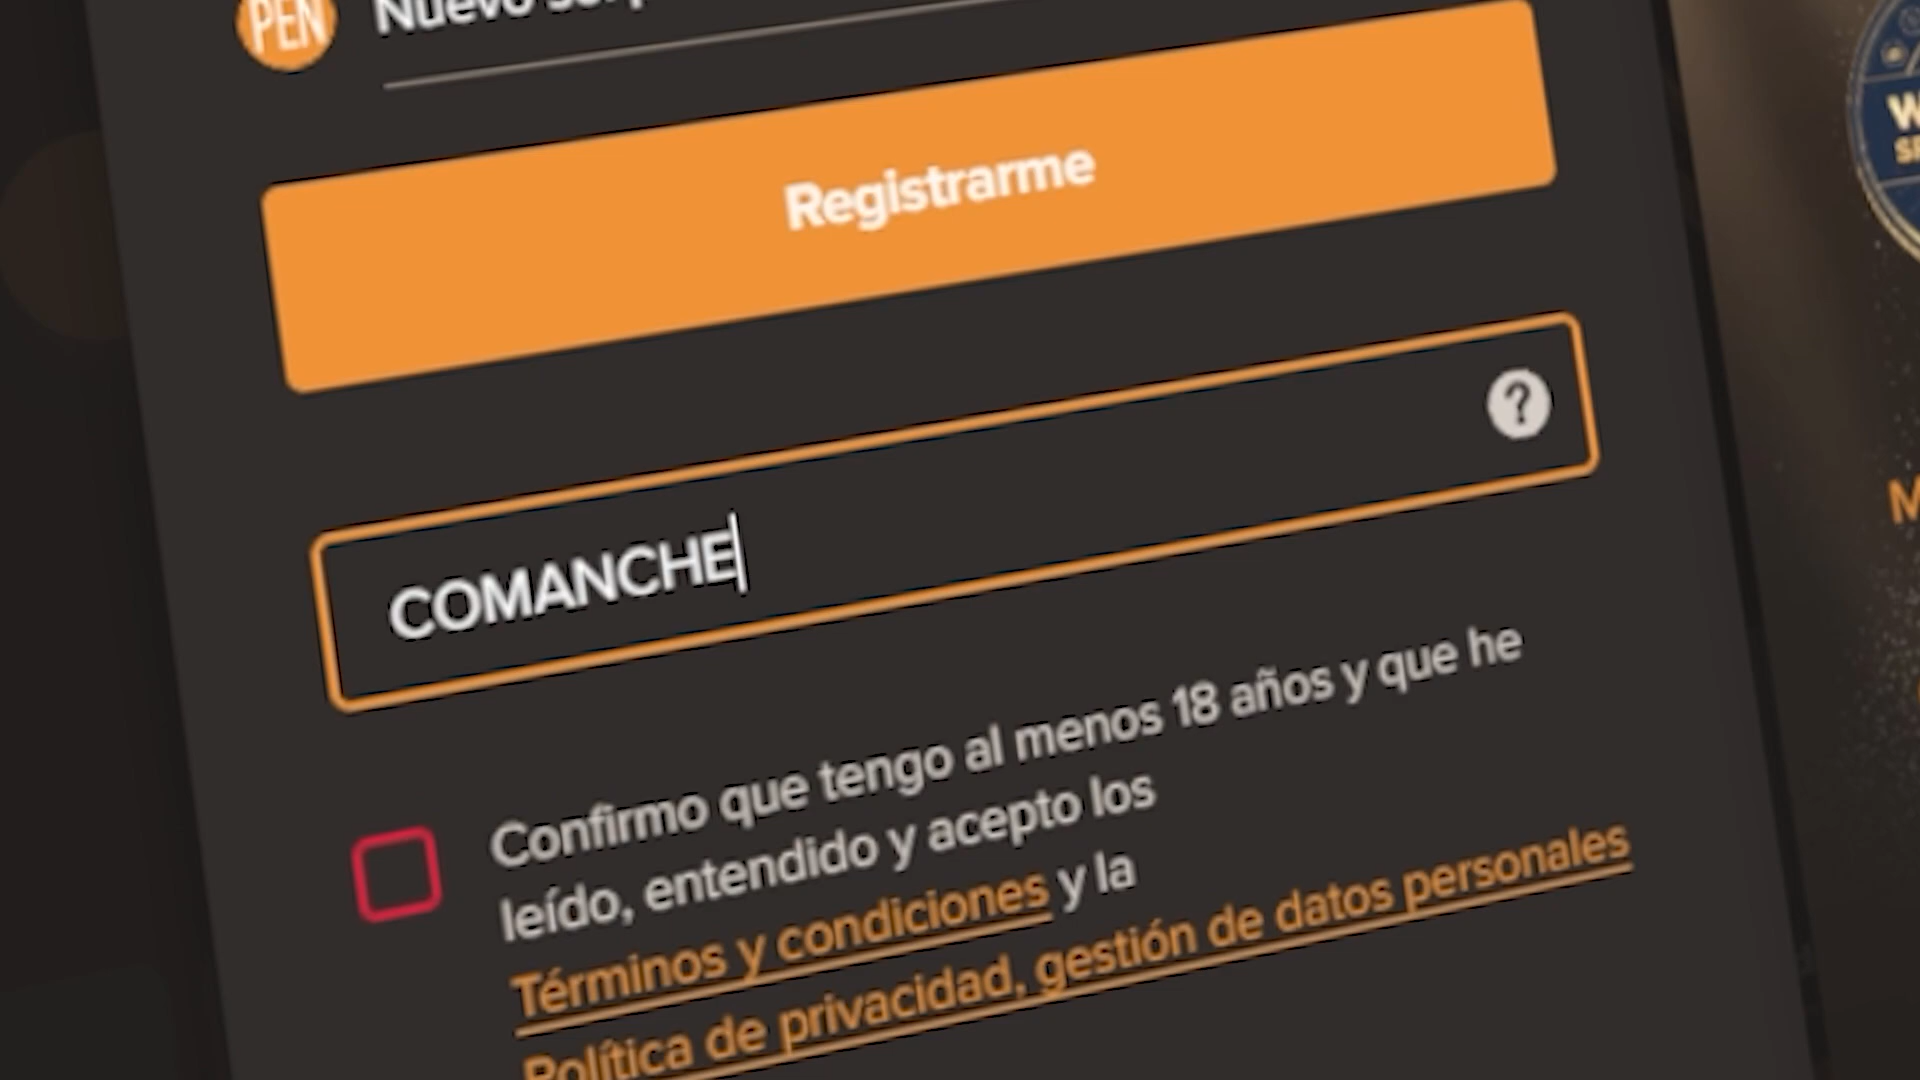 PEN Nuevo
Registrarme
?
COMANCHE
Confirmo que tengo al menos 18 años y que he
leído, entendido y acepto los
Términos y condiciones y la
Política de privacidad, gestión de datos personales